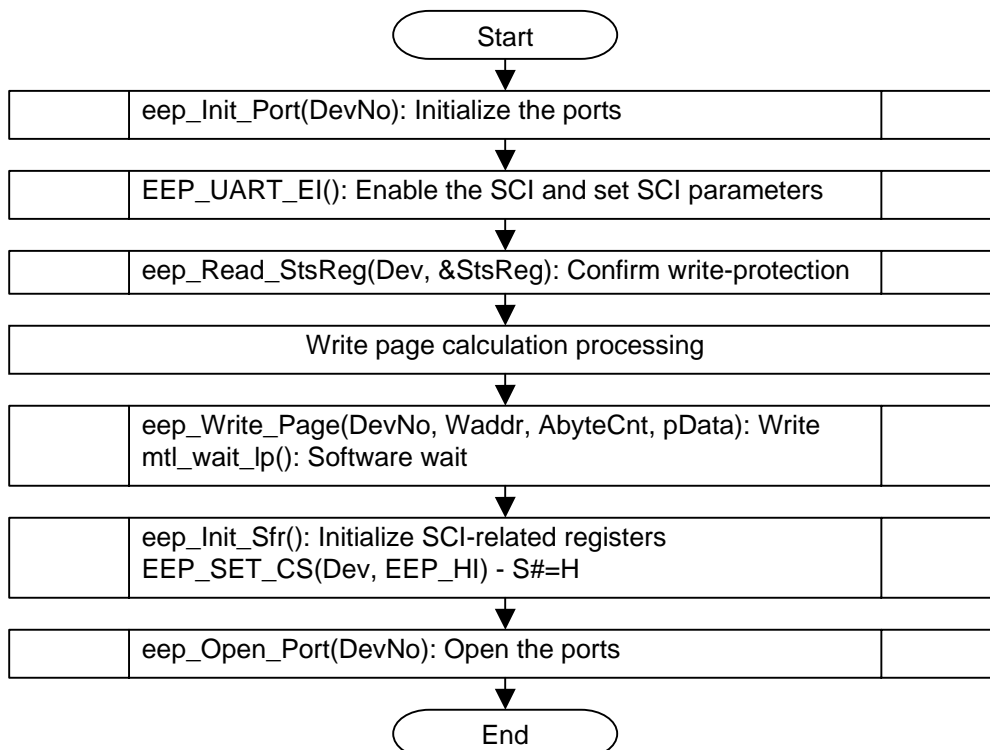 Start
eep_Init_Port(DevNo): Initialize the ports
EEP_UART_EI(): Enable the SCI and set SCI parameters
eep_Read_StsReg(Dev, &StsReg): Confirm write-protection
Write page calculation processing
eep_Write_Page(DevNo, Waddr, AbyteCnt, pData): Write
mtl_wait_lp(): Software wait
eep_Init_Sfr(): Initialize SCI-related registers
EEP_SET_CS(Dev, EEP_HI) - S#=H
eep_Open_Port(DevNo): Open the ports
End